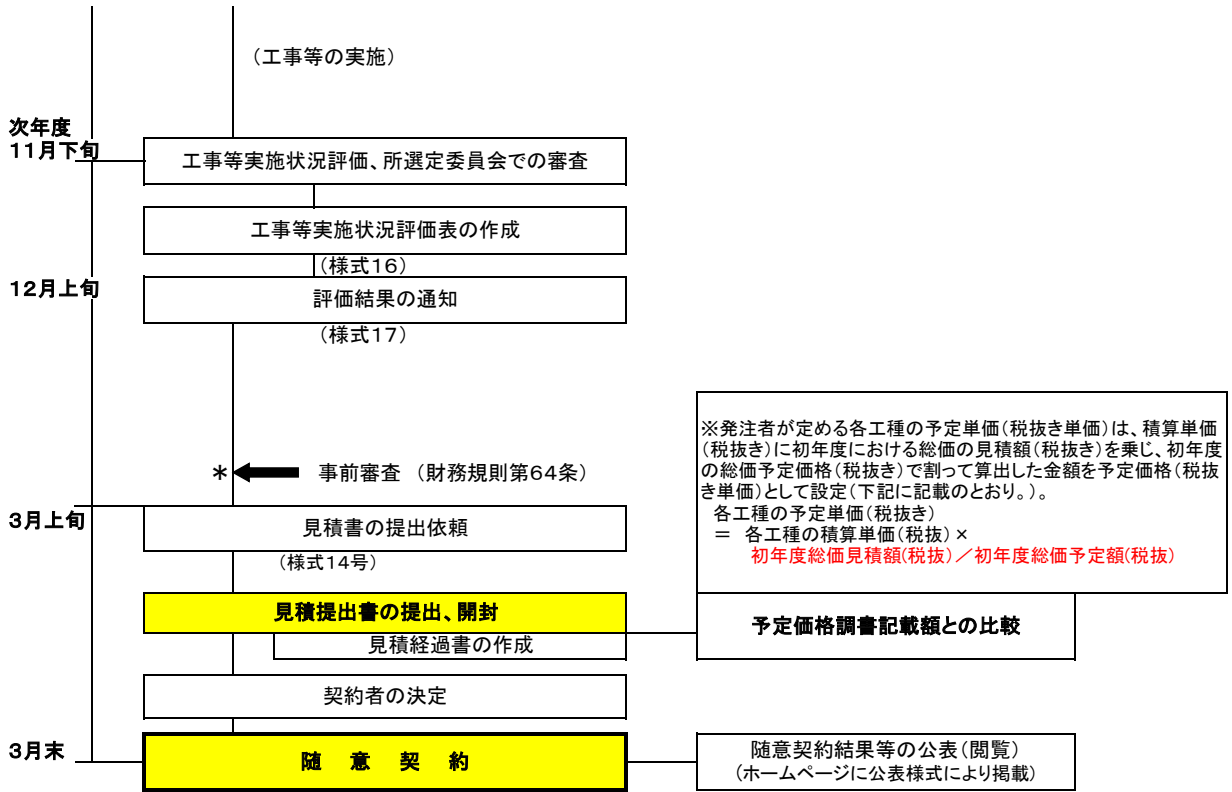 （工事等の実施）
次年度
11月下旬
工事等実施状況評価、所選定委員会での審査
工事等実施状況評価表の作成
（様式16）
12月上旬
評価結果の通知
（様式17）
※発注者が定める各工種の予定単価（税抜き単価）は、積算単価
（税抜き）に初年度における総価の見積額（税抜き）を乗じ、初年度
の総価予定価格（税抜き）で割って算出した金額を予定価格（税抜
き単価）として設定（下記に記載のとおり。）。
各工種の予定単価（税抜き）
＝ 各工種の積算単価（税抜）×
初年度総価見積額（税抜）／初年度総価予定額（税抜）
＊ 事前審査 （財務規則第64条）
3月上旬
見積書の提出依頼
（様式14号）
見積提出書の提出、開封
予定価格調書記載額との比較
見積経過書の作成
契約者の決定
3月末
随 意 契 約
随意契約結果等の公表（閲覧）
（ホームページに公表様式により掲載）